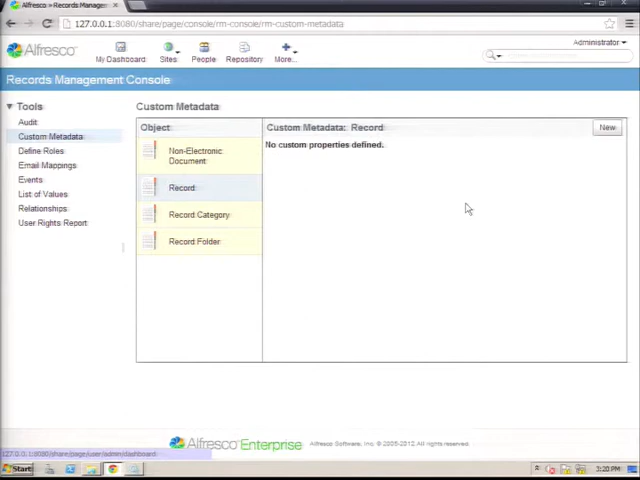 Alfresco » Records Manage
127.0.0.1:8080/share/page/console/rm-console/rm-custom-metadata
Alfresco
My Dashboard
Sites
People
Repository
More...
Administrator
Records Management Console
Tools
Audit
Custom Metadata
Define Roles
Email Mappings
Events
List of Values
Relationships
User Rights Report
Custom Metadata
Object
Non-Electronic
Document
Record
Record Category
Record Folder
Custom Metadata: Record
New
No custom properties defined.
Alfresco Enterprise
Alfresco Software, Inc. © 2005-2012 All rights reserved.
127.0.0.1:8080/share/page/user/admin/dashboard
Start
3:20 PM